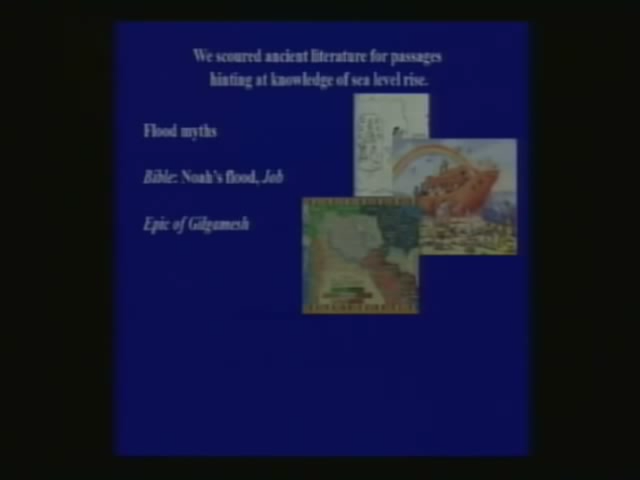 We scoured ancient literature for passages
hinting at knowledge of sea level rise.
Flood myths
Bible: Noah's flood, Job
Epic of Gilgamesh